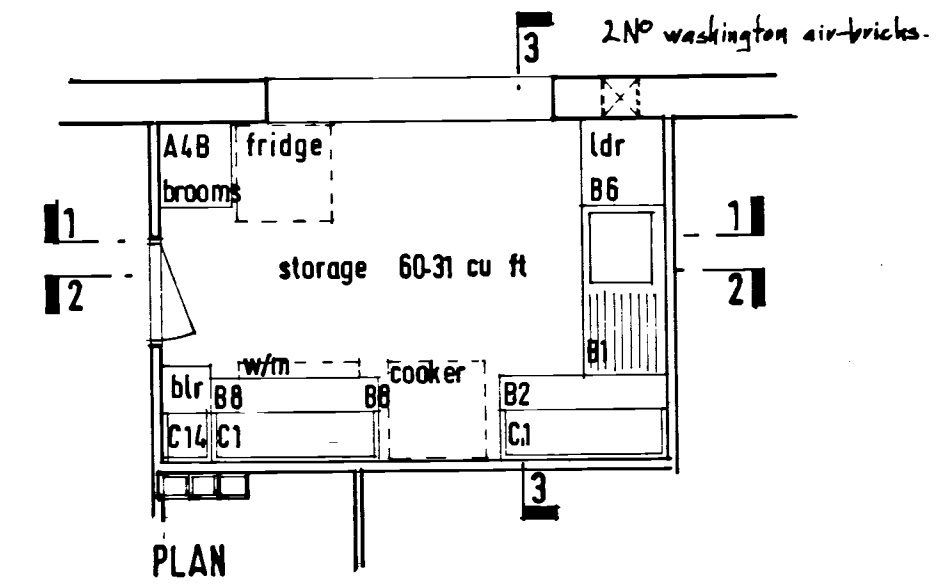 2No washington air-bricks.
3
A4B
brooms
fridge
ldr
B6
1
1
storage 60-31 cu ft
2
2
B1
w/m
cooker
blr
B8
B8
B2
C14
C1
C.1
3
PLAN